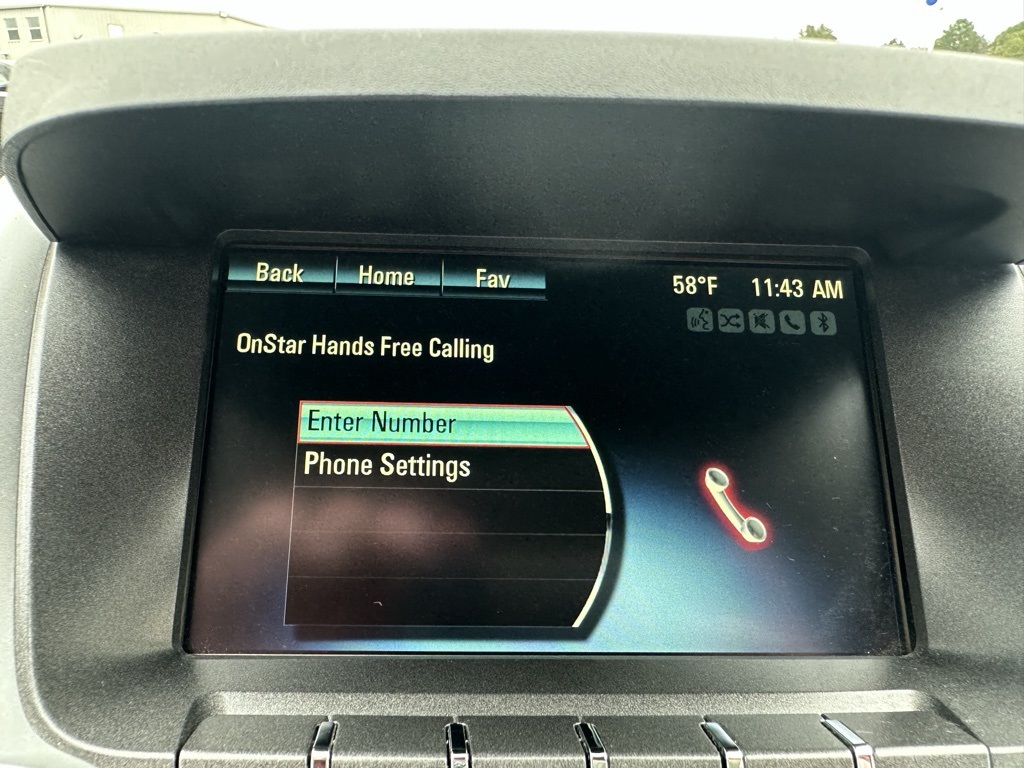 Back Home Fav
58°F 11:43 AM
OnStar Hands Free Calling
Enter Number
Phone Settings